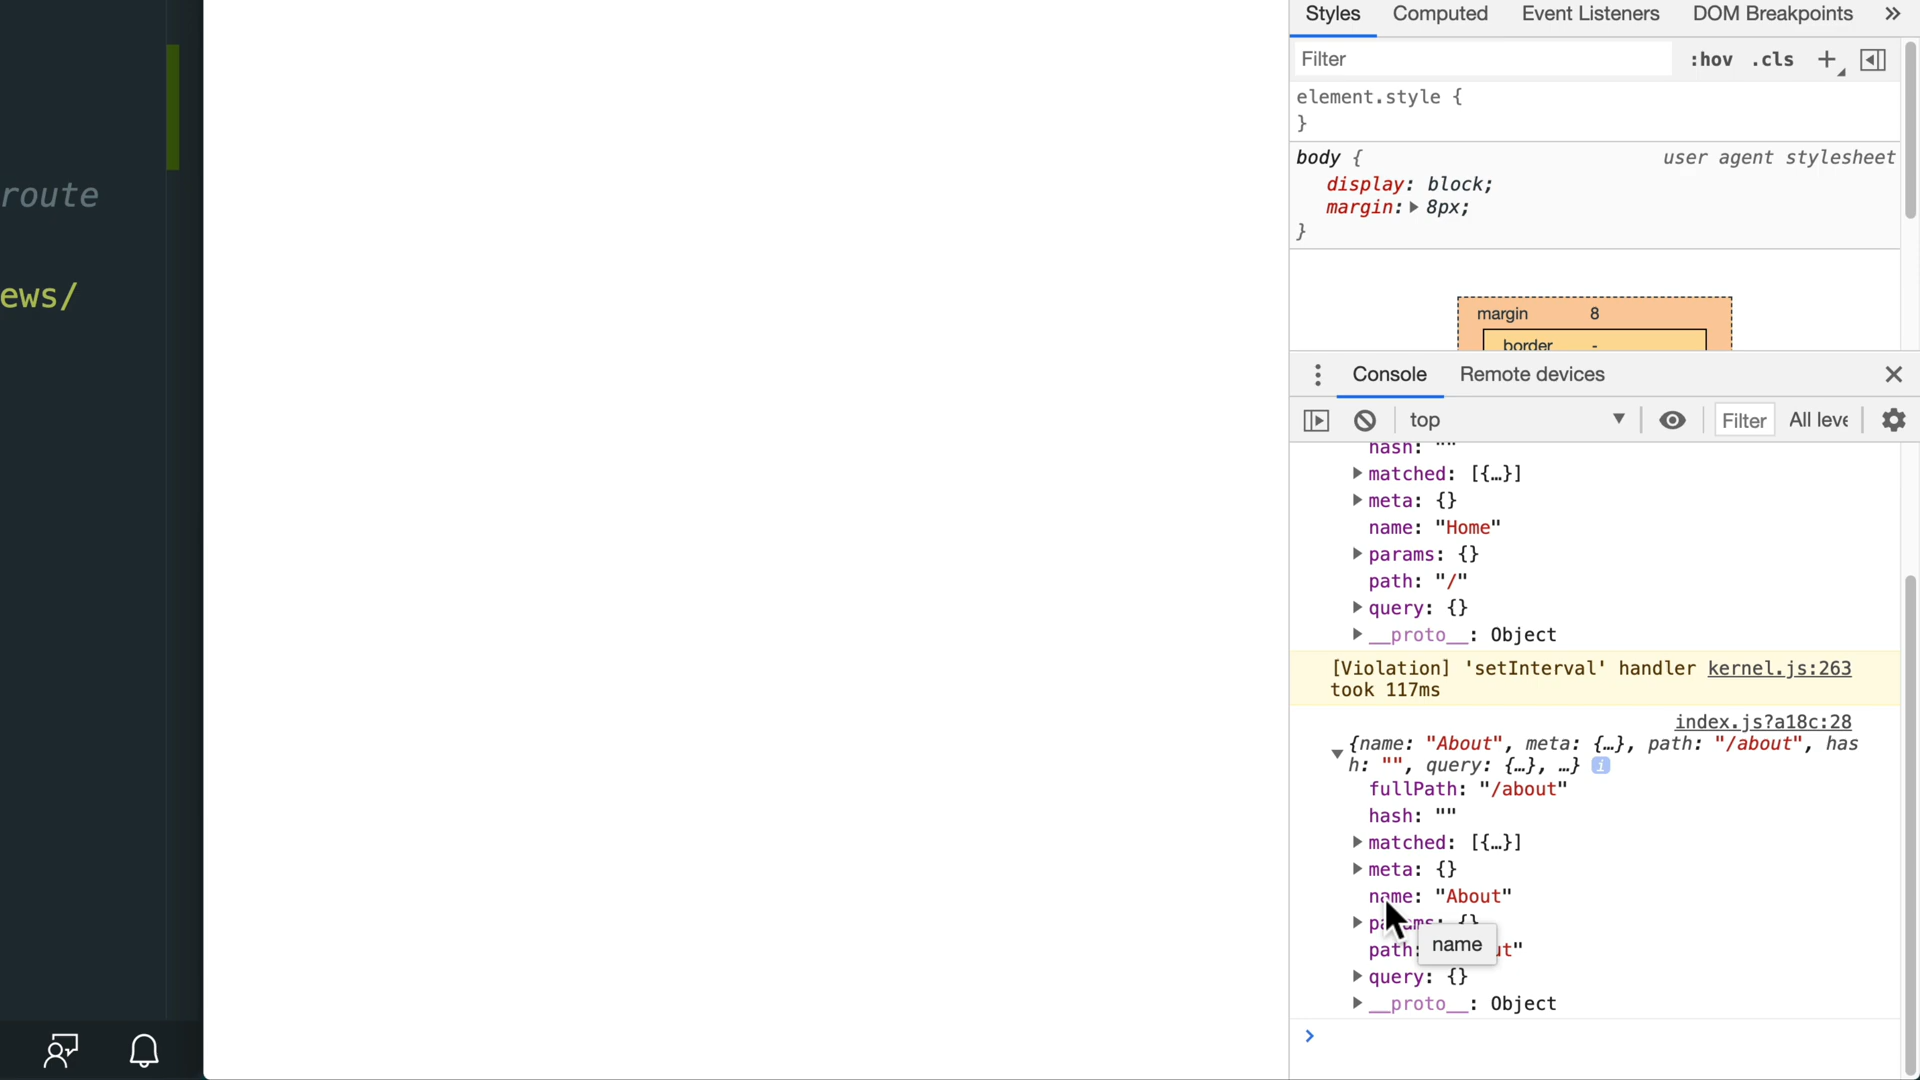 route
ews/
Styles Computed Event Listeners DOM Breakpoints »
Filter :hov .cls +
element.style {
}
body { user agent stylesheet
display: block;
margin: 8px;
}
margin 8
border -
Console Remote devices
top Filter All leve
hash: ""
matched: [{…}]
meta: {}
name: "Home"
params: {}
path: "/"
query: {}
__proto__: Object
[Violation] 'setInterval' handler kernel.js:263
took 117ms
index.js?a18c:28
{name: "About", meta: {…}, path: "/about", has
h: "", query: {…}, …} i
fullPath: "/about"
hash: ""
matched: [{…}]
meta: {}
name: "About"
{}
name
path: ut"
query: {}
__proto__: Object